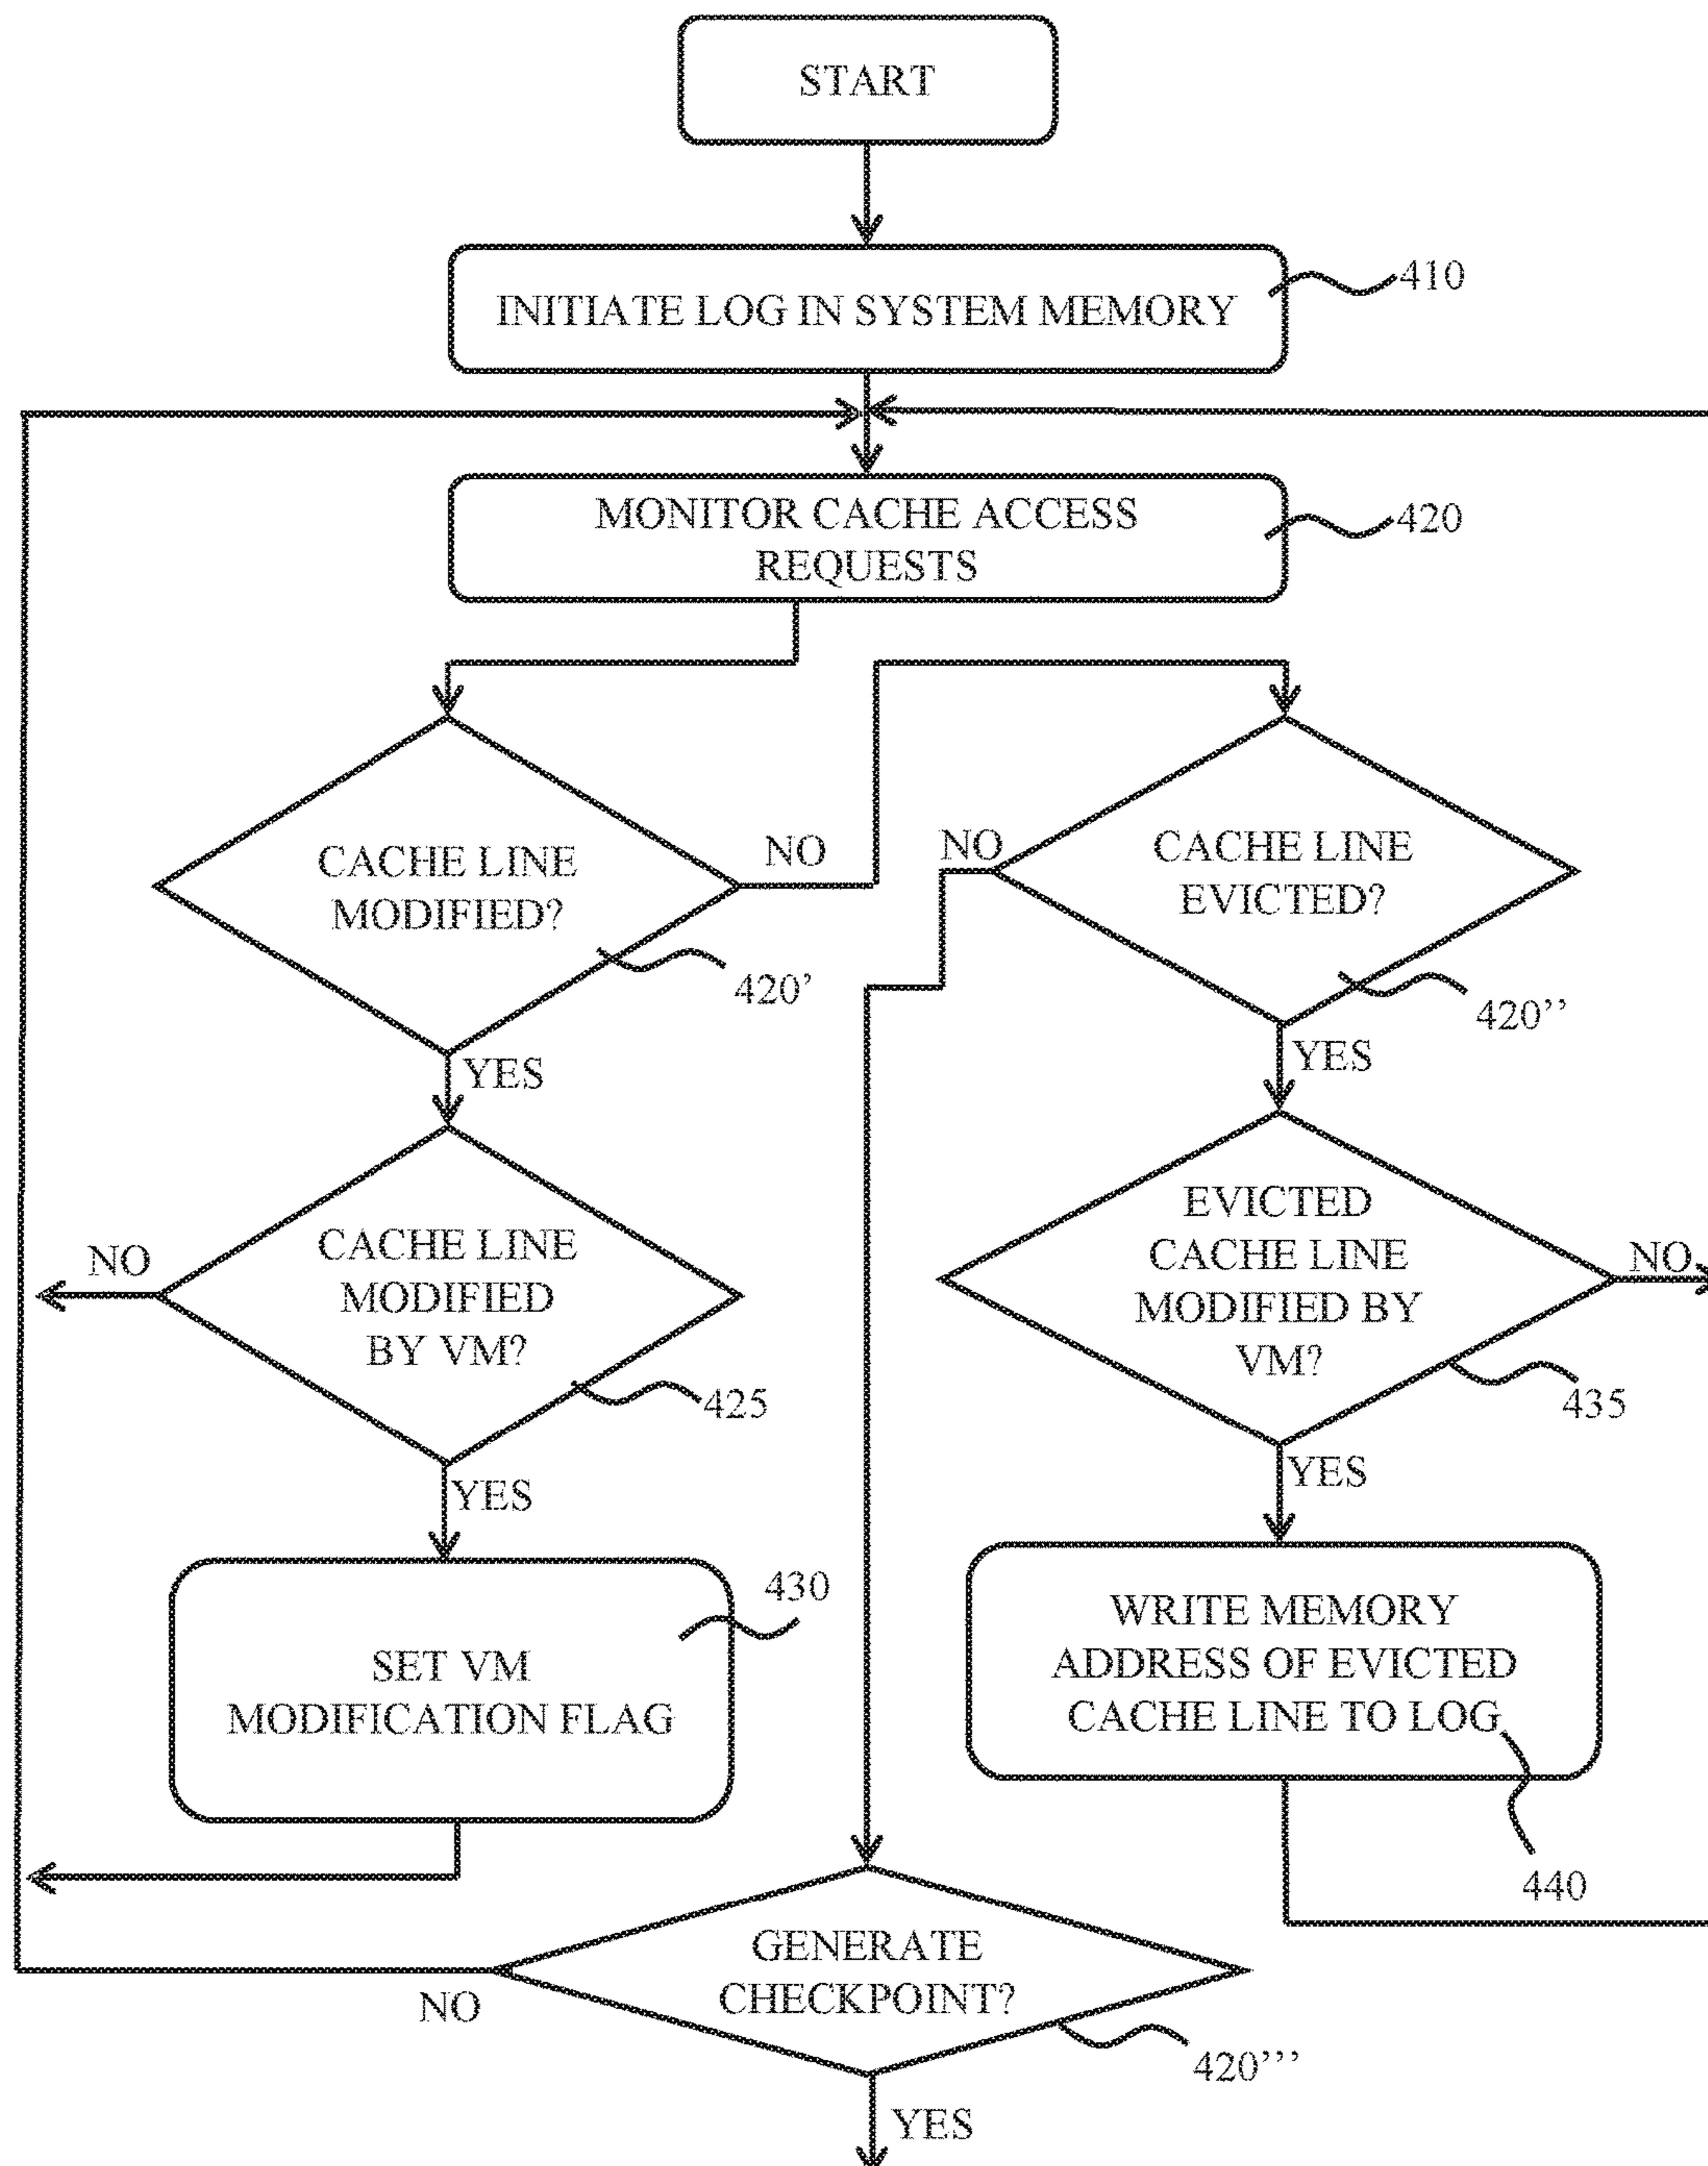 START
INITIATE LOG IN SYSTEM MEMORY
410
MONITOR CACHE ACCESS
REQUESTS
420
CACHE LINE
MODIFIED?
NO
420'
NO
CACHE LINE
EVICTED?
420’’
YES
YES
NO
CACHE LINE
MODIFIED
BY VM?
425
EVICTED
CACHE LINE
MODIFIED BY
VM?
NO
435
YES
YES
430
SET VM
MODIFICATION FLAG
WRITE MEMORY
ADDRESS OF EVICTED
CACHE LINE TO LOG
440
GENERATE
CHECKPOINT?
NO
420’’’
YES